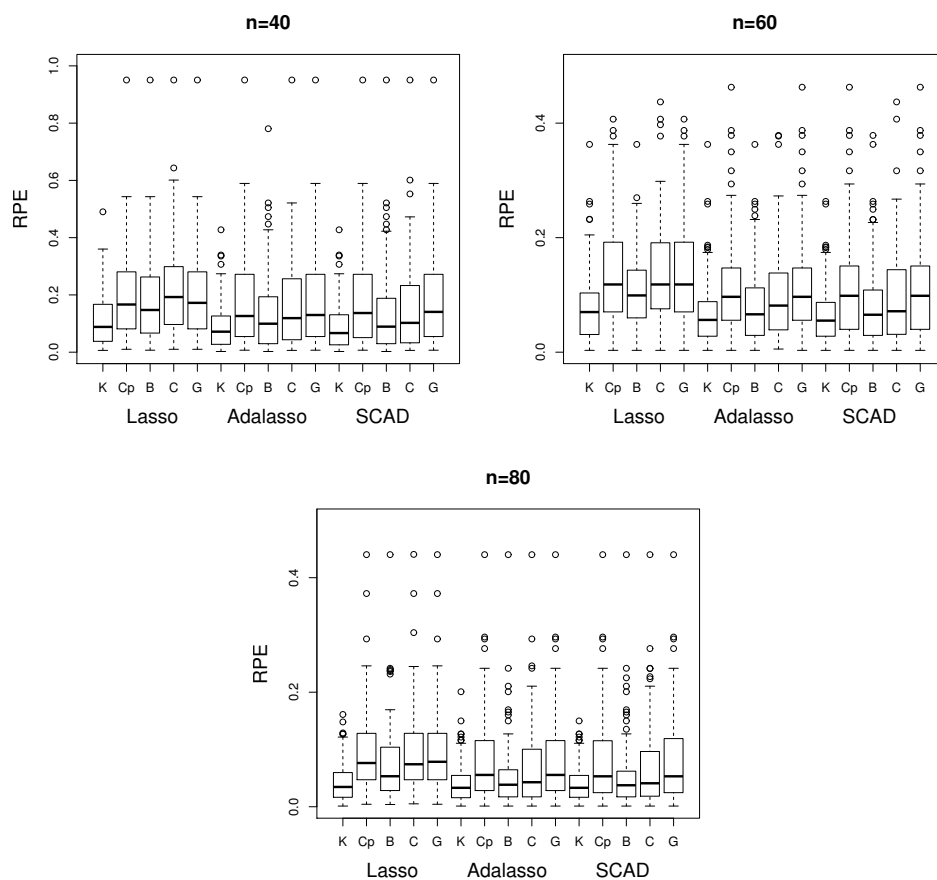 n=40
RPE
1.0
0.8
0.6
0.4
0.2
0.0
K Cp B C G K Cp B C G K Cp B C G
Lasso Adalasso SCAD
n=60
RPE
0.4
0.2
0.0
K Cp B C G K Cp B C G K Cp B C G
Lasso Adalasso SCAD
n=80
RPE
0.4
0.2
0.0
K Cp B C G K Cp B C G K Cp B C G
Lasso Adalasso SCAD